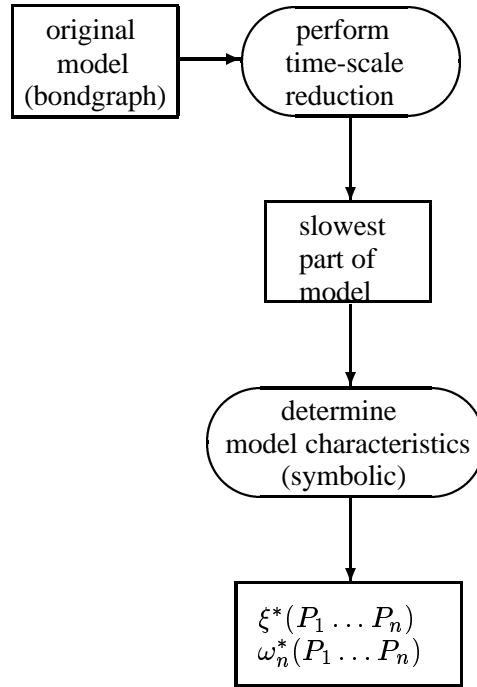 original
model
(bondgraph)
perform
time-scale
reduction
slowest
part of
model
determine
model characteristics
(symbolic)
ξ*(P₁ … Pₙ)
ωₙ*(P₁ … Pₙ)